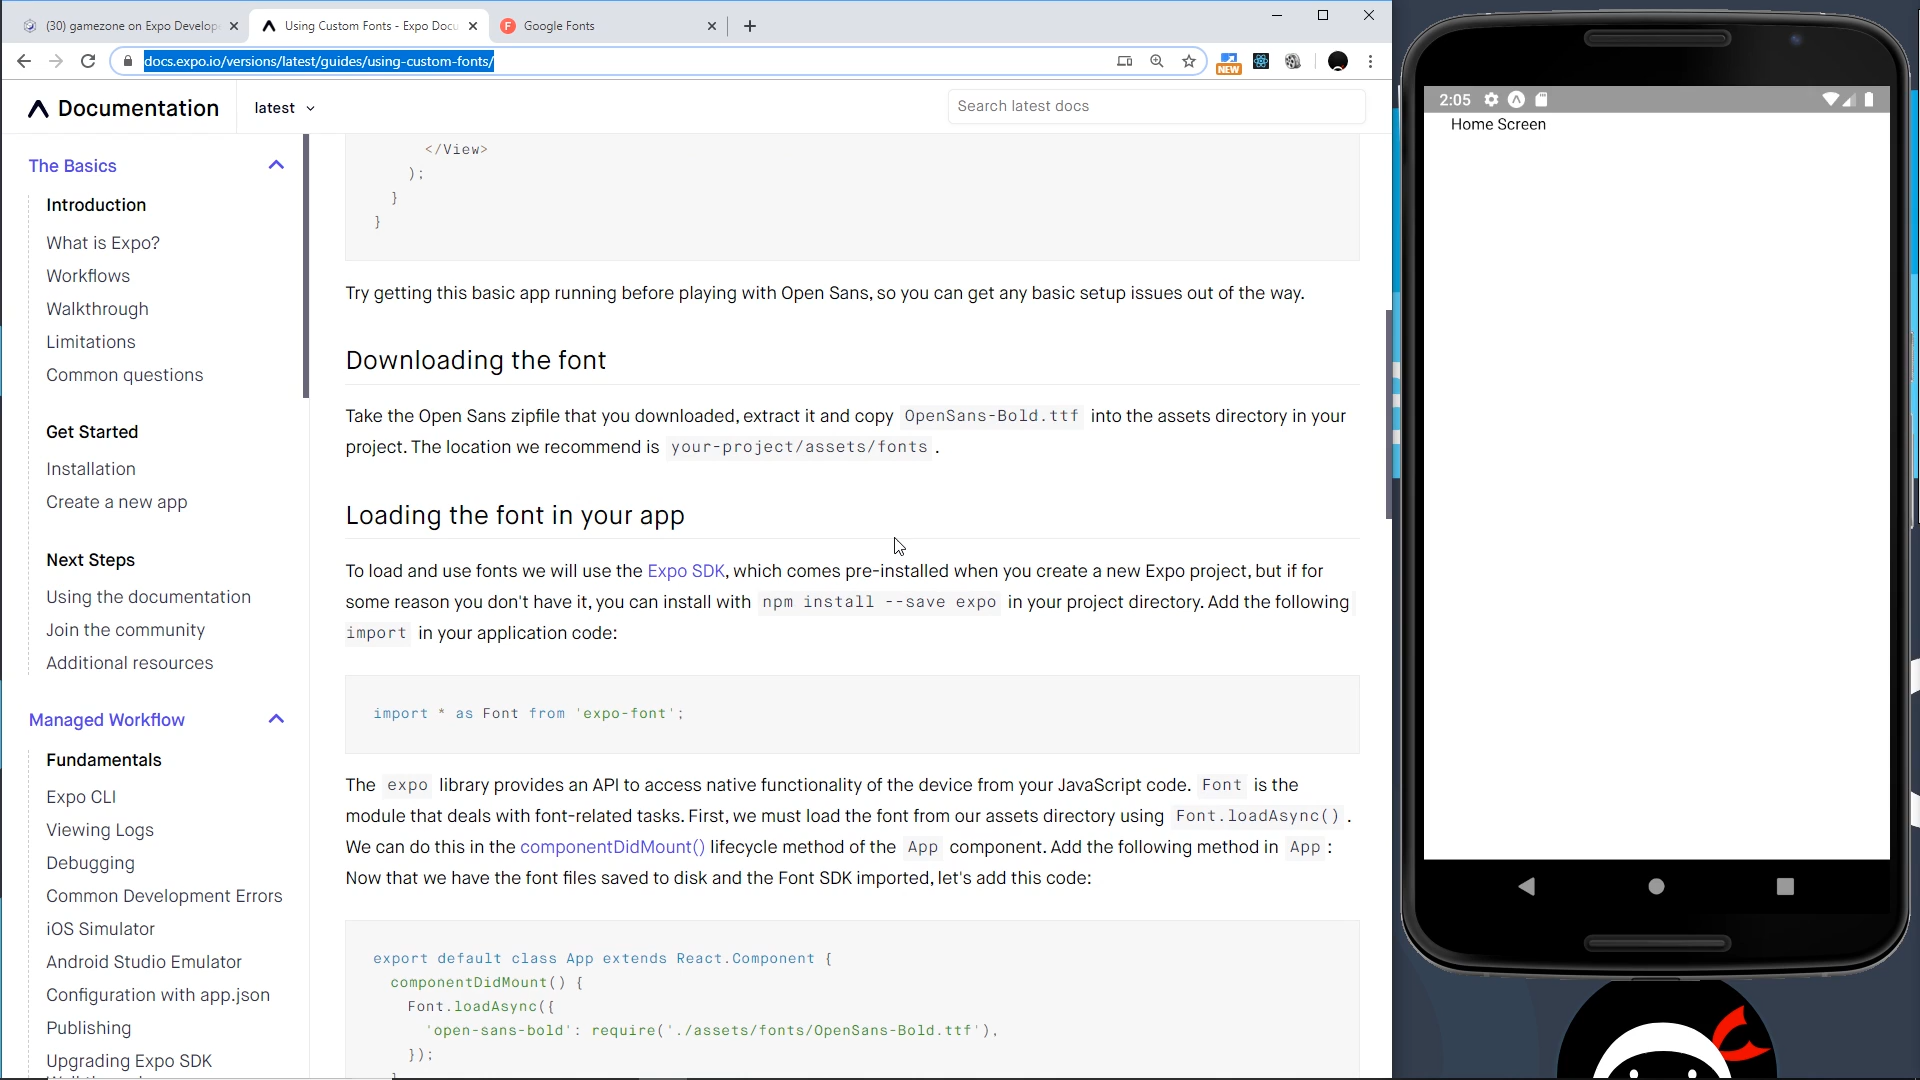 (30) gamezone on Expo Develop
Using Custom Fonts - Expo Docu
Google Fonts
docs.expo.io/versions/latest/guides/using-custom-fonts/
NEW
Documentation
latest
Search latest docs
The Basics
Introduction
What is Expo?
Workflows
Walkthrough
Limitations
Common questions
Get Started
Installation
Create a new app
Next Steps
Using the documentation
Join the community
Additional resources
Managed Workflow
Fundamentals
Expo CLI
Viewing Logs
Debugging
Common Development Errors
iOS Simulator
Android Studio Emulator
Configuration with app.json
Publishing
Upgrading Expo SDK
</View>
);
}
}
Try getting this basic app running before playing with Open Sans, so you can get any basic setup issues out of the way.
Downloading the font
Take the Open Sans zipfile that you downloaded, extract it and copy OpenSans-Bold.ttf into the assets directory in your
project. The location we recommend is your-project/assets/fonts .
Loading the font in your app
To load and use fonts we will use the Expo SDK, which comes pre-installed when you create a new Expo project, but if for
some reason you don't have it, you can install with npm install --save expo in your project directory. Add the following
import in your application code:
import * as Font from 'expo-font';
The expo library provides an API to access native functionality of the device from your JavaScript code. Font is the
module that deals with font-related tasks. First, we must load the font from our assets directory using Font.loadAsync() .
We can do this in the componentDidMount() lifecycle method of the App component. Add the following method in App :
Now that we have the font files saved to disk and the Font SDK imported, let's add this code:
export default class App extends React.Component {
componentDidMount() {
Font.loadAsync({
'open-sans-bold': require('./assets/fonts/OpenSans-Bold.ttf'),
});
2:05
Home Screen